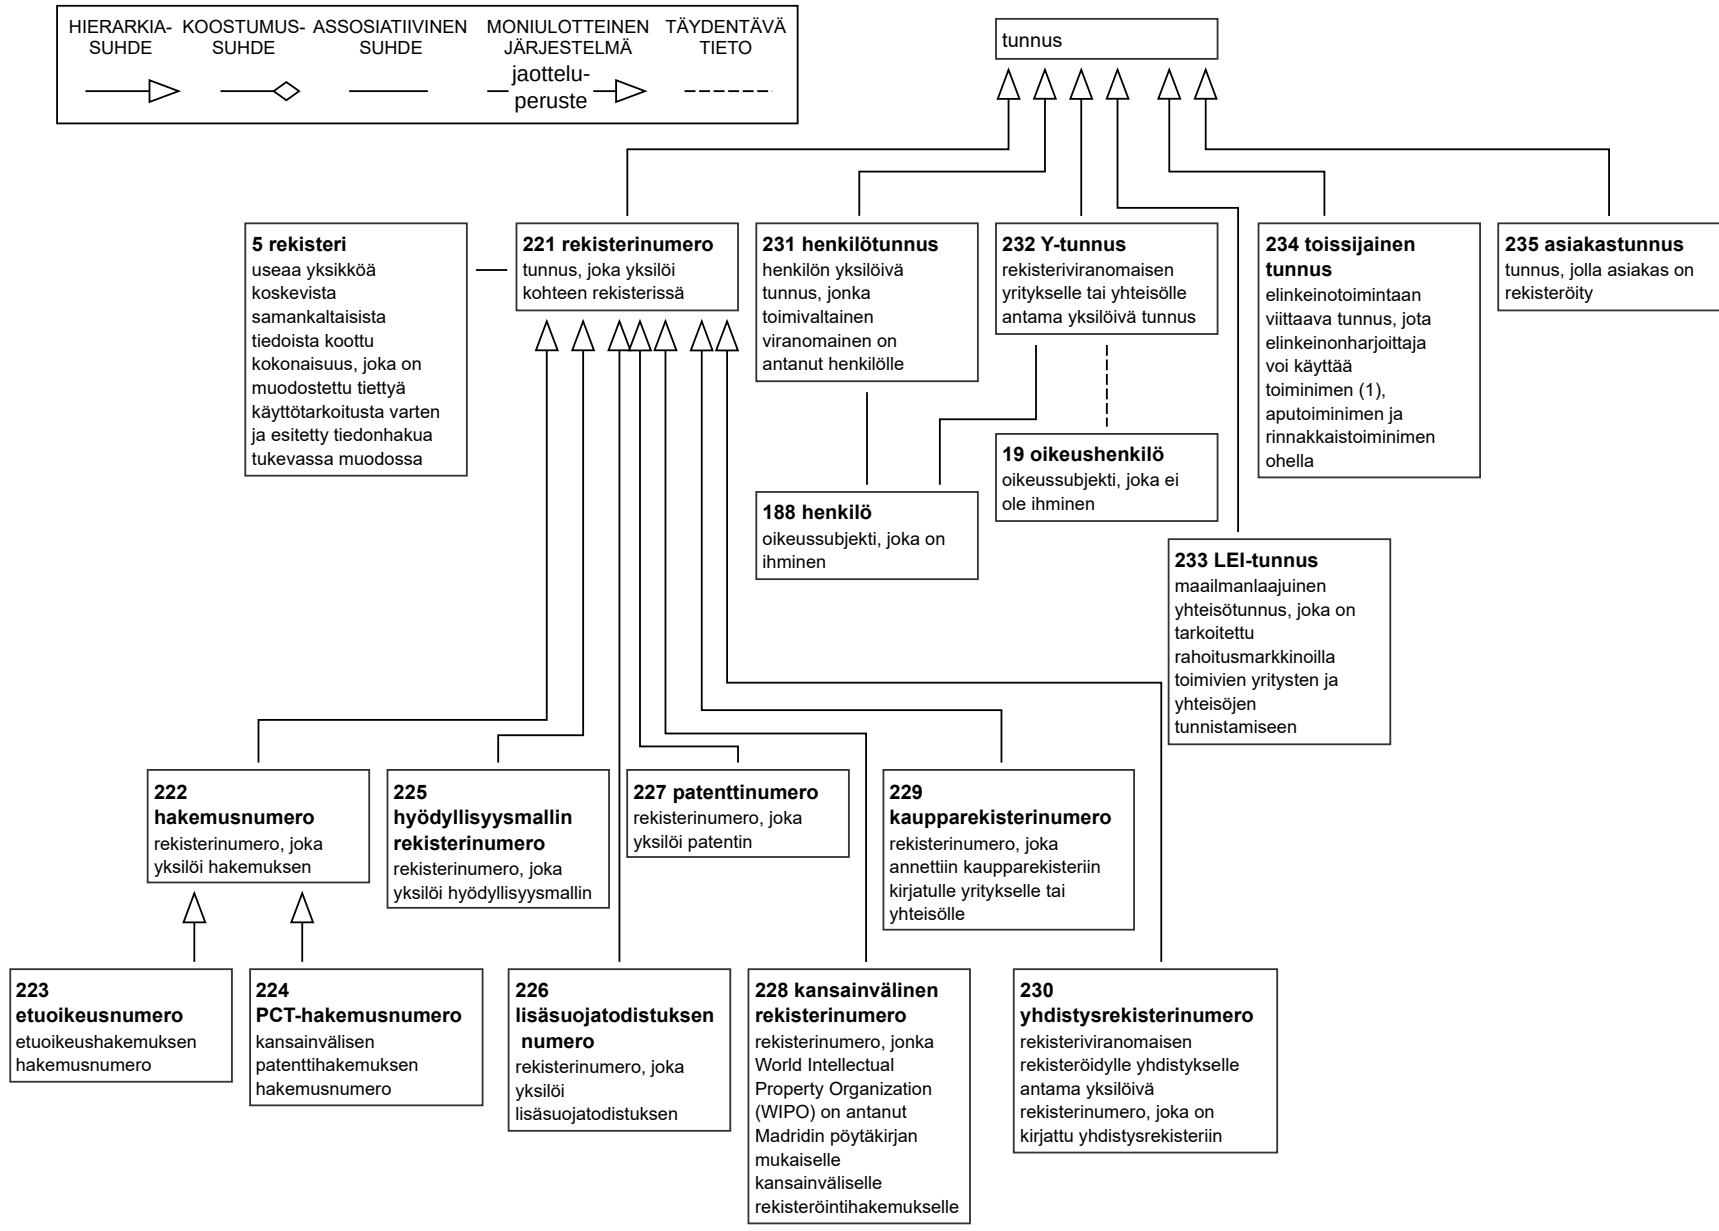 HIERARKIA-
SUHDE
KOOSTUMUS-
SUHDE
ASSOSIATIIVINEN
SUHDE
MONIULOTTEINEN
JÄRJESTELMÄ
jaottelu-
peruste
TÄYDENTÄVÄ
TIETO
tunnus
5 rekisteri
useaa yksikköä
koskevista
samankaltaisista
tiedoista koottu
kokonaisuus, joka on
muodostettu tiettyä
käyttötarkoitusta varten
ja esitetty tiedonhakua
tukevassa muodossa
221 rekisterinumero
tunnus, joka yksilöi
kohteen rekisterissä
231 henkilötunnus
henkilön yksilöivä
tunnus, jonka
toimivaltainen
viranomainen on
antanut henkilölle
232 Y-tunnus
rekisteriviranomaisen
yritykselle tai yhteisölle
antama yksilöivä tunnus
234 toissijainen
tunnus
elinkeinotoimintaan
viittaava tunnus, jota
elinkeinonharjoittaja
voi käyttää
toiminimen (1),
aputoiminimen ja
rinnakkaistoiminimen
ohella
235 asiakastunnus
tunnus, jolla asiakas on
rekisteröity
19 oikeushenkilö
oikeussubjekti, joka ei
ole ihminen
188 henkilö
oikeussubjekti, joka on
ihminen
233 LEI-tunnus
maailmanlaajuinen
yhteisötunnus, joka on
tarkoitettu
rahoitusmarkkinoilla
toimivien yritysten ja
yhteisöjen
tunnistamiseen
222
hakemusnumero
rekisterinumero, joka
yksilöi hakemuksen
225
hyödyllisyysmallin
rekisterinumero
rekisterinumero, joka
yksilöi hyödyllisyysmallin
227 patenttinumero
rekisterinumero, joka
yksilöi patentin
229
kaupparekisterinumero
rekisterinumero, joka
annettiin kaupparekisteriin
kirjatulle yritykselle tai
yhteisölle
223
etuoikeusnumero
etuoikeushakemuksen
hakemusnumero
224
PCT-hakemusnumero
kansainvälisen
patenttihakemuksen
hakemusnumero
226
lisäsuojatodistuksen
numero
rekisterinumero, joka
yksilöi
lisäsuojatodistuksen
228 kansainvälinen
rekisterinumero
rekisterinumero, jonka
World Intellectual
Property Organization
(WIPO) on antanut
Madridin pöytäkirjan
mukaiselle
kansainväliselle
rekisteröintihakemukselle
230
yhdistysrekisterinumero
rekisteriviranomaisen
rekisteröidylle yhdistykselle
antama yksilöivä
rekisterinumero, joka on
kirjattu yhdistysrekisteriin